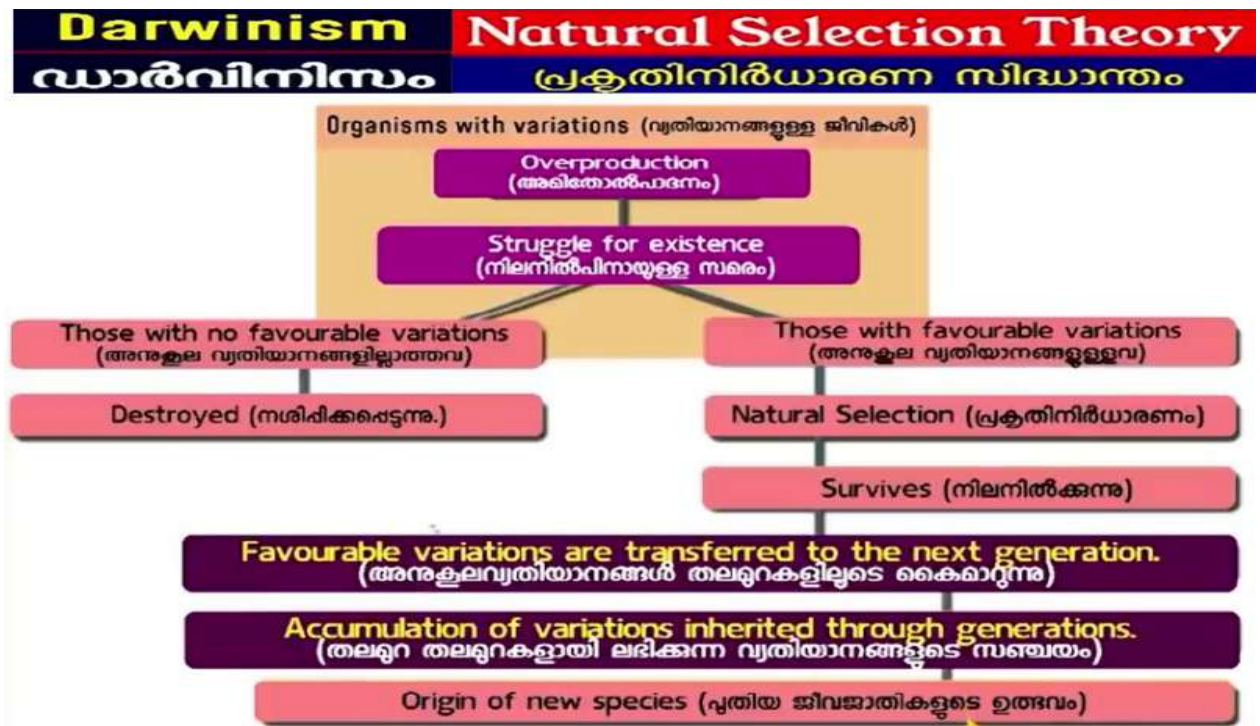 Darwinism
Natural Selection Theory
ഡാർവിനിസം
പ്രകൃതിനിർധാരണ സിദ്ധാന്തം
Organisms with variations (വ്യതിയാനങ്ങളുള്ള ജീവികൾ)
Overproduction
(അമിതോൽപാദനം)
Struggle for existence
(നിലനിൽപിനായുള്ള സമരം)
Those with no favourable variations
(അനുകൂല വ്യതിയാനങ്ങളില്ലാത്തവ)
Those with favourable variations
(അനുകൂല വ്യതിയാനങ്ങളുള്ളവ)
Destroyed (നശിപ്പിക്കപ്പെടുന്നു.)
Natural Selection (പ്രകൃതിനിർധാരണം)
Survives (നിലനിൽക്കുന്നു)
Favourable variations are transferred to the next generation.
(അനുകൂലവ്യതിയാനങ്ങൾ തലമുറകളിലൂടെ കൈമാറുന്നു)
Accumulation of variations inherited through generations.
(തലമുറ തലമുറകളായി ലഭിക്കുന്ന വ്യതിയാനങ്ങളുടെ സഞ്ചയം)
Origin of new species (പുതിയ ജീവജാതികളുടെ ഉത്ഭവം)